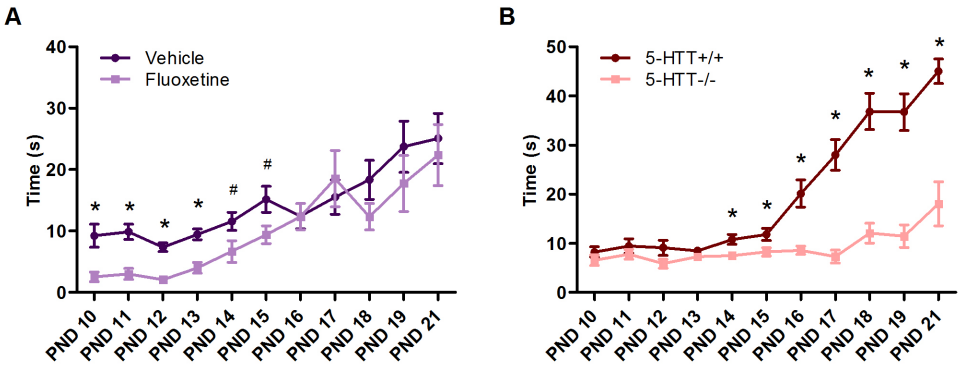 A
40
30
20
10
0
Time (s)
Vehicle
Fluoxetine
* * * * # #
PND 10 PND 11 PND 12 PND 13 PND 14 PND 15 PND 16 PND 17 PND 18 PND 19 PND 21
B
50
40
30
20
10
0
Time (s)
5-HTT+/+
5-HTT-/-
* * * * * * *
PND 10 PND 11 PND 12 PND 13 PND 14 PND 15 PND 16 PND 17 PND 18 PND 19 PND 21